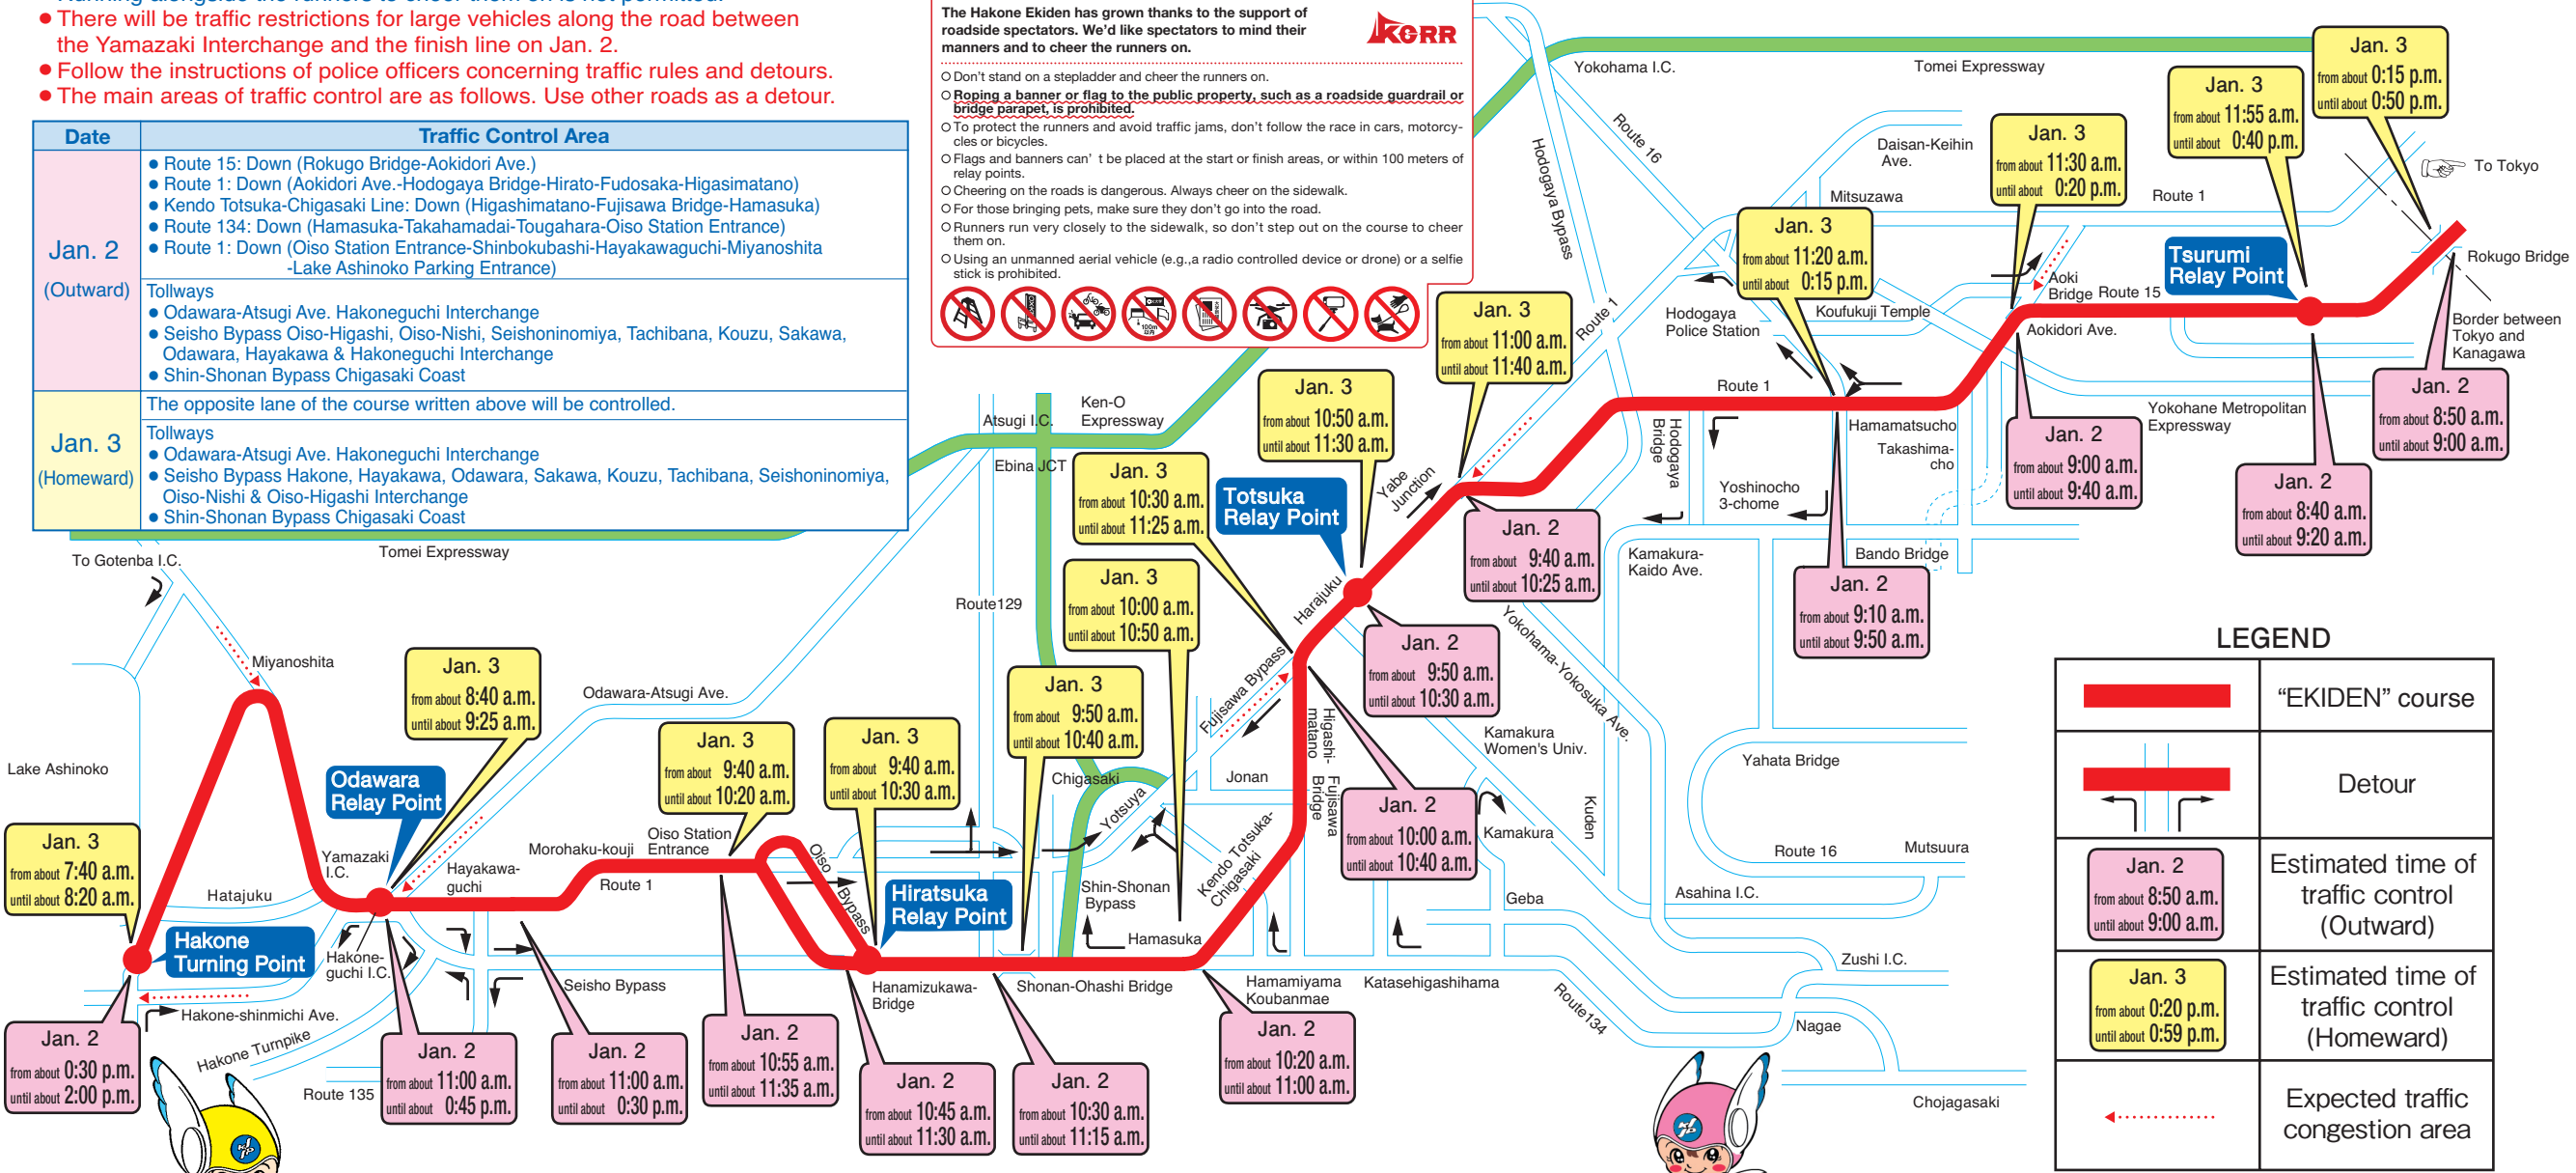 Running alongside the runners to cheer them on is not permitted.
● There will be traffic restrictions for large vehicles along the road between
the Yamazaki Interchange and the finish line on Jan. 2.
● Follow the instructions of police officers concerning traffic rules and detours.
● The main areas of traffic control are as follows. Use other roads as a detour.
Date Traffic Control Area
Jan. 2
(Outward)
● Route 15: Down (Rokugo Bridge-Aokidori Ave.)
● Route 1: Down (Aokidori Ave.-Hodogaya Bridge-Hirato-Fudosaka-Higasimatano)
● Kendo Totsuka-Chigasaki Line: Down (Higashimatano-Fujisawa Bridge-Hamasuka)
● Route 134: Down (Hamasuka-Takahamadai-Tougahara-Oiso Station Entrance)
● Route 1: Down (Oiso Station Entrance-Shinbokubashi-Hayakawaguchi-Miyanoshita
-Lake Ashinoko Parking Entrance)
Tollways
● Odawara-Atsugi Ave. Hakoneguchi Interchange
● Seisho Bypass Oiso-Higashi, Oiso-Nishi, Seishoninomiya, Tachibana, Kouzu, Sakawa,
Odawara, Hayakawa & Hakoneguchi Interchange
● Shin-Shonan Bypass Chigasaki Coast
Jan. 3
(Homeward)
The opposite lane of the course written above will be controlled.
Tollways
● Odawara-Atsugi Ave. Hakoneguchi Interchange
● Seisho Bypass Hakone, Hayakawa, Odawara, Sakawa, Kouzu, Tachibana, Seishoninomiya,
Oiso-Nishi & Oiso-Higashi Interchange
● Shin-Shonan Bypass Chigasaki Coast
The Hakone Ekiden has grown thanks to the support of
roadside spectators. We'd like spectators to mind their
manners and to cheer the runners on.
KGRR
○ Don't stand on a stepladder and cheer the runners on.
○ Roping a banner or flag to the public property, such as a roadside guardrail or
bridge parapet, is prohibited.
○ To protect the runners and avoid traffic jams, don't follow the race in cars, motorcy-
cles or bicycles.
○ Flags and banners can' t be placed at the start or finish areas, or within 100 meters of
relay points.
○ Cheering on the roads is dangerous. Always cheer on the sidewalk.
○ For those bringing pets, make sure they don't go into the road.
○ Runners run very closely to the sidewalk, so don't step out on the course to cheer
them on.
○ Using an unmanned aerial vehicle (e.g.,a radio controlled device or drone) or a selfie
stick is prohibited.
100m
Yokohama I.C.
Tomei Expressway
Route 16
Hodogaya Bypass
Daisan-Keihin
Ave.
Mitsuzawa
Route 1
To Tokyo
Rokugo Bridge
Border between
Tokyo and
Kanagawa
Jan. 3
from about 0:15 p.m.
until about 0:50 p.m.
Jan. 3
from about 11:55 a.m.
until about 0:40 p.m.
Jan. 3
from about 11:30 a.m.
until about 0:20 p.m.
Jan. 3
from about 11:20 a.m.
until about 0:15 p.m.
Tsurumi
Relay Point
Aoki
Bridge
Route 15
Koufukuji Temple
Aokidori Ave.
Hodogaya
Police Station
Route 1
Route 1
Jan. 3
from about 11:00 a.m.
until about 11:40 a.m.
Jan. 3
from about 10:50 a.m.
until about 11:30 a.m.
Atsugi I.C.
Ken-O
Expressway
Ebina JCT
Jan. 3
from about 10:30 a.m.
until about 11:25 a.m.
Totsuka
Relay Point
Yabe
Junction
Hodogaya
Bridge
Hamamatsucho
Takashima-
cho
Yokohane Metropolitan
Expressway
Yoshinocho
3-chome
Jan. 2
from about 8:50 a.m.
until about 9:00 a.m.
Jan. 2
from about 9:00 a.m.
until about 9:40 a.m.
Jan. 2
from about 8:40 a.m.
until about 9:20 a.m.
Jan. 2
from about 9:40 a.m.
until about 10:25 a.m.
Kamakura-
Kaido Ave.
Bando Bridge
Jan. 2
from about 9:10 a.m.
until about 9:50 a.m.
To Gotenba I.C.
Tomei Expressway
Route129
Jan. 3
from about 10:00 a.m.
until about 10:50 a.m.
Harajuku
Yokohama-Yokosuka Ave.
Jan. 2
from about 9:50 a.m.
until about 10:30 a.m.
Miyanoshita
Jan. 3
from about 8:40 a.m.
until about 9:25 a.m.
Odawara-Atsugi Ave.
Jan. 3
from about 9:50 a.m.
until about 10:40 a.m.
Fujisawa Bypass
Higashi-
matano
Fujisawa
Bridge
Kamakura
Women's Univ.
Yahata Bridge
Lake Ashinoko
Odawara
Relay Point
Jan. 3
from about 9:40 a.m.
until about 10:20 a.m.
Jan. 3
from about 9:40 a.m.
until about 10:30 a.m.
Chigasaki
Jonan
Yotsuya
Jan. 2
from about 10:00 a.m.
until about 10:40 a.m.
Kamakura
Kuden
Route 16
Mutsuura
Jan. 3
from about 7:40 a.m.
until about 8:20 a.m.
Yamazaki
I.C.
Hayakawa-
guchi
Morohaku-kouji
Oiso Station
Entrance
Route 1
Oiso
Bypass
Hiratsuka
Relay Point
Shin-Shonan
Bypass
Kendo Totsuka-
Chigasaki
Hatajuku
Hakone
Turning Point
Hakone-
guchi I.C.
Hamasuka
Geba
Asahina I.C.
Zushi I.C.
Seisho Bypass
Hanamizukawa-
Bridge
Shonan-Ohashi Bridge
Hamamiyama
Koubanmae
Katasehigashihama
Route134
Nagae
Chojagasaki
Hakone-shinmichi Ave.
Hakone Turnpike
Route 135
Jan. 2
from about 0:30 p.m.
until about 2:00 p.m.
Jan. 2
from about 11:00 a.m.
until about 0:45 p.m.
Jan. 2
from about 11:00 a.m.
until about 0:30 p.m.
Jan. 2
from about 10:55 a.m.
until about 11:35 a.m.
Jan. 2
from about 10:45 a.m.
until about 11:30 a.m.
Jan. 2
from about 10:30 a.m.
until about 11:15 a.m.
Jan. 2
from about 10:20 a.m.
until about 11:00 a.m.
LEGEND
“EKIDEN” course
Detour
Jan. 2
from about 8:50 a.m.
until about 9:00 a.m.
Estimated time of
traffic control
(Outward)
Jan. 3
from about 0:20 p.m.
until about 0:59 p.m.
Estimated time of
traffic control
(Homeward)
Expected traffic
congestion area